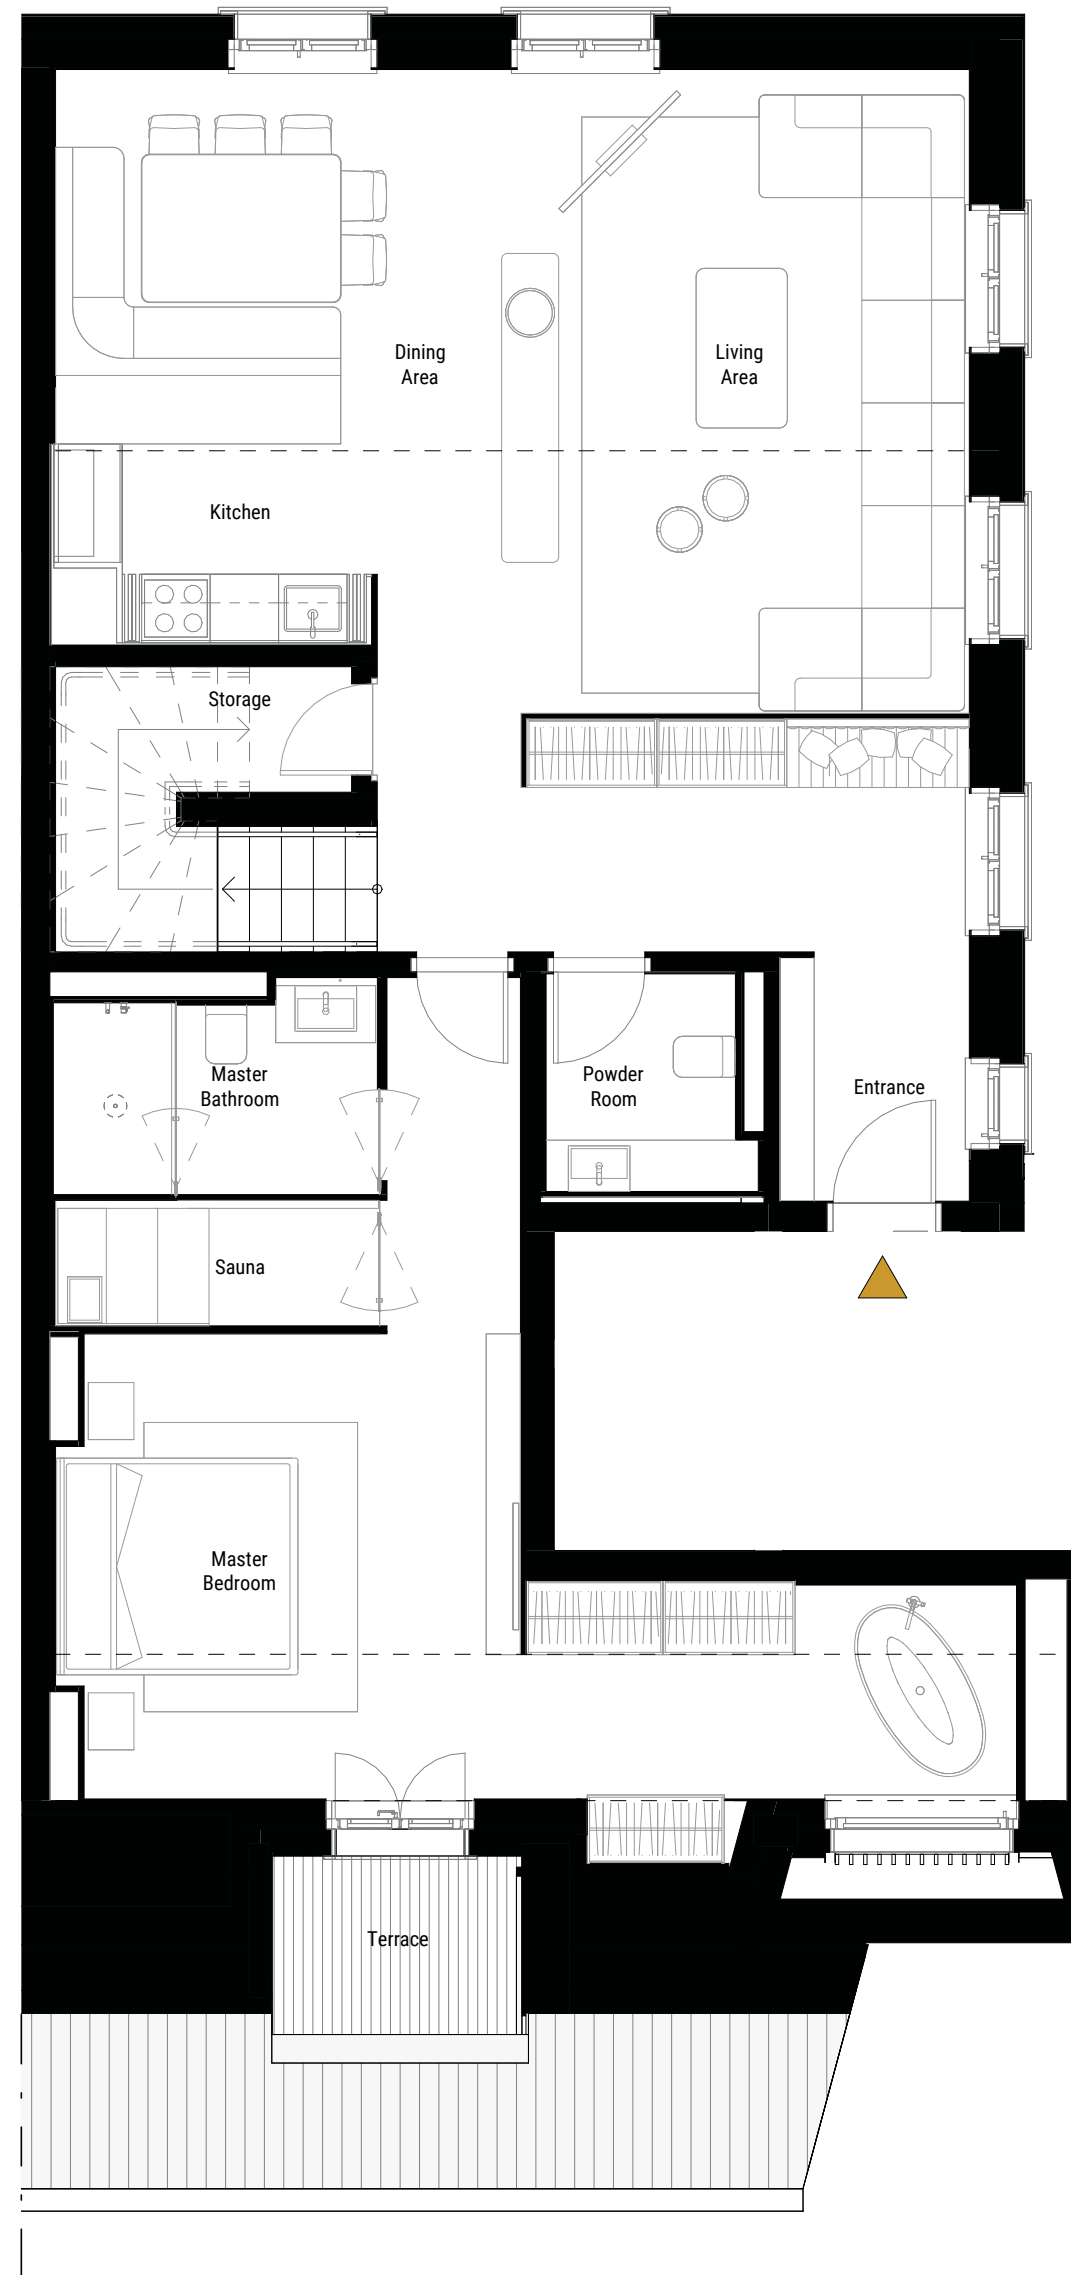 Dining
Area
Living
Area
Kitchen
Storage
Master
Bathroom
Powder
Room
Entrance
Sauna
Master
Bedroom
Terrace